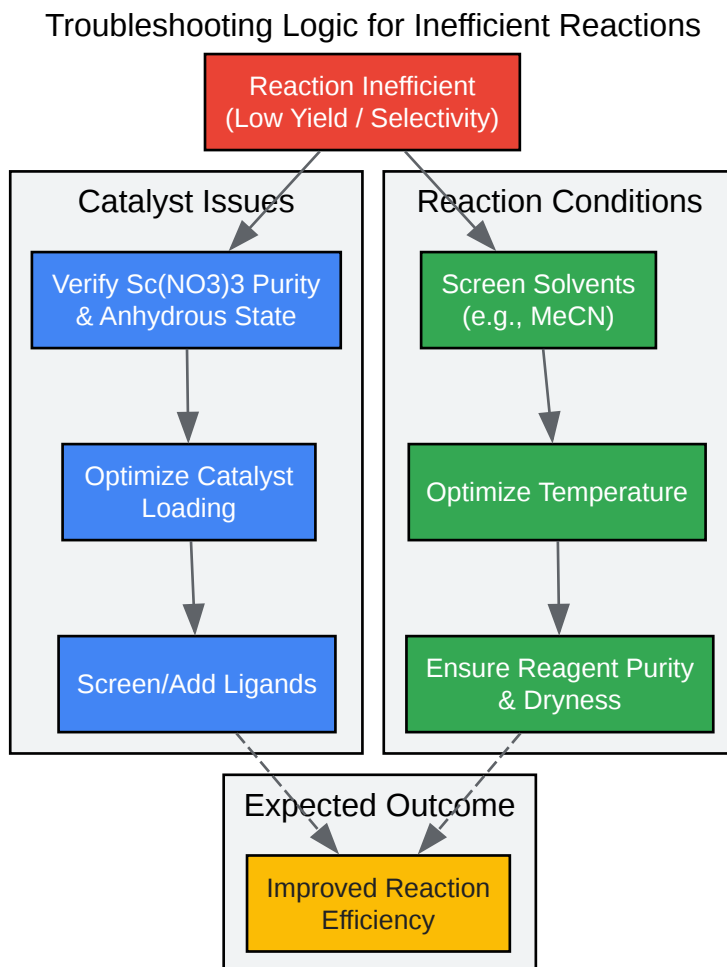 Troubleshooting Logic for Inefficient Reactions
Reaction Inefficient
(Low Yield / Selectivity)
Catalyst Issues
Verify Sc(NO3)3 Purity
& Anhydrous State
Optimize Catalyst
Loading
Screen/Add Ligands
Reaction Conditions
Screen Solvents
(e.g., MeCN)
Optimize Temperature
Ensure Reagent Purity
& Dryness
Expected Outcome
Improved Reaction
Efficiency